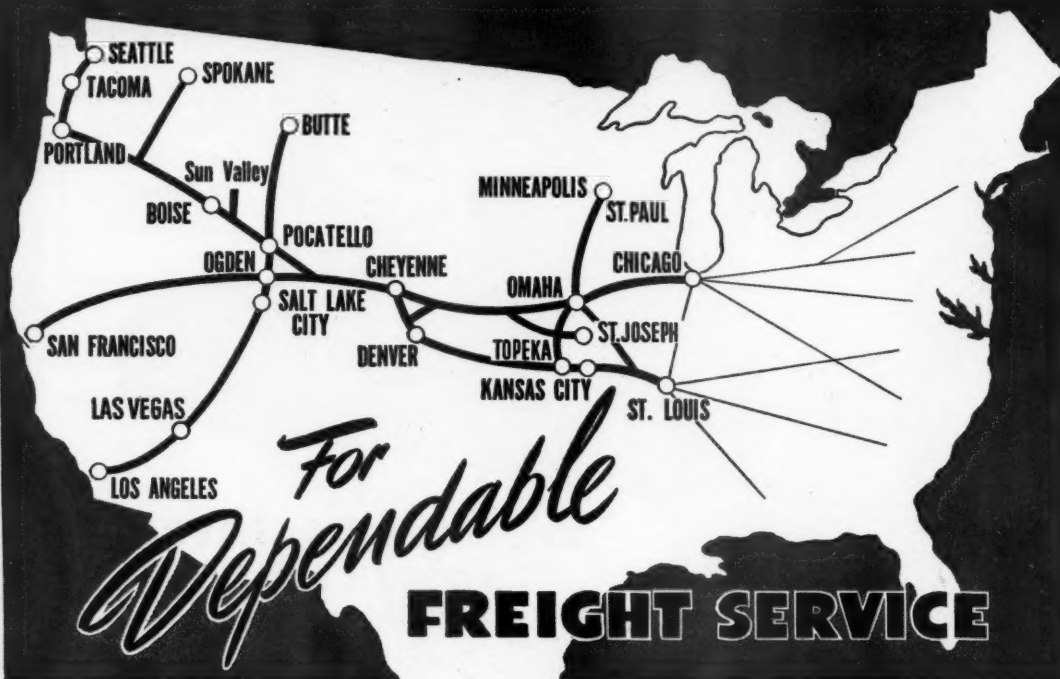 SEATTLE
TACOMA
SPOKANE
PORTLAND
BUTTE
Sun Valley
BOISE
POCATELLO
OGDEN
SALT LAKE
CITY
CHEYENNE
MINNEAPOLIS
ST. PAUL
OMAHA
CHICAGO
SAN FRANCISCO
DENVER
TOPEKA
ST. JOSEPH
KANSAS CITY
ST. LOUIS
LAS VEGAS
LOS ANGELES
For
Dependable
FREIGHT SERVICE